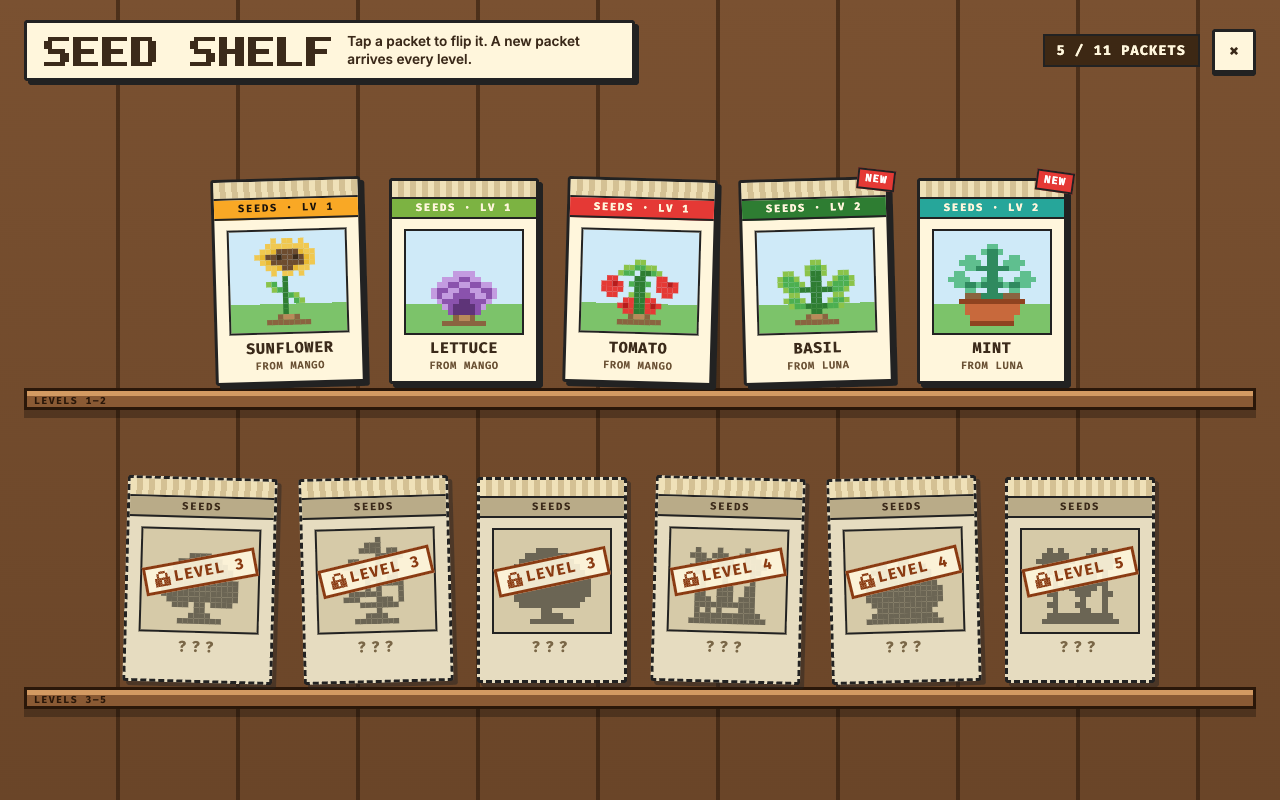 SEED SHELF
Tap a packet to flip it. A new packet
arrives every level.
5 / 11 PACKETS
×
SEEDS · LV 1
SUNFLOWER
FROM MANGO
SEEDS · LV 1
LETTUCE
FROM MANGO
SEEDS · LV 1
TOMATO
FROM MANGO
NEW
SEEDS · LV 2
BASIL
FROM LUNA
NEW
SEEDS · LV 2
MINT
FROM LUNA
LEVELS 1–2
SEEDS
LEVEL 3
???
SEEDS
LEVEL 3
???
SEEDS
LEVEL 3
???
SEEDS
LEVEL 4
???
SEEDS
LEVEL 4
???
SEEDS
LEVEL 5
???
LEVELS 3–5